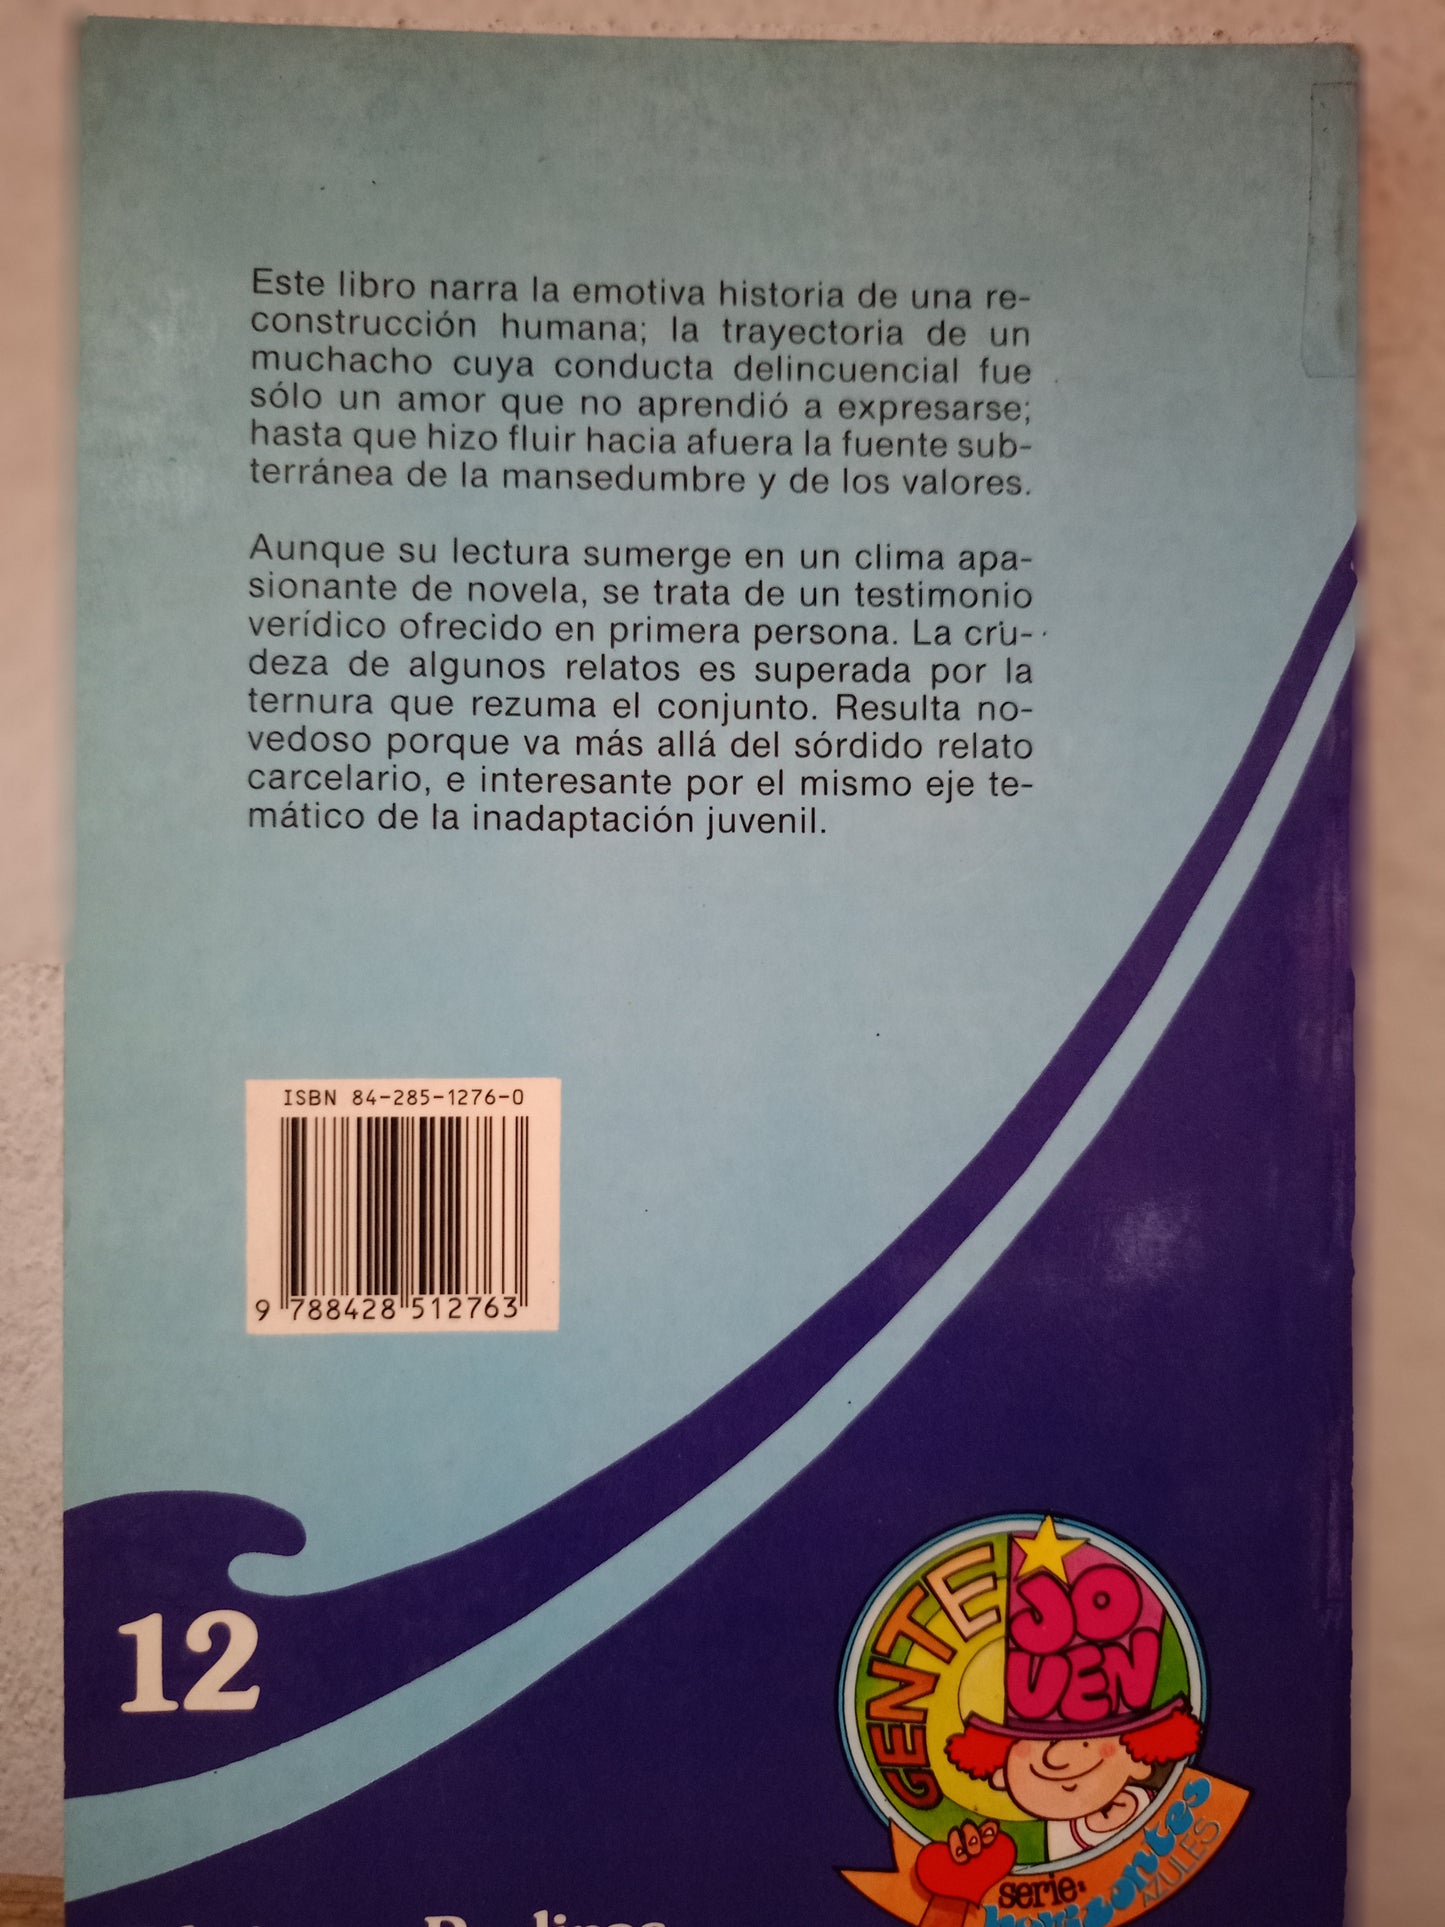 Este libro narra la emotiva historia de una re-
construcción humana; la trayectoria de un
muchacho cuya conducta delincuencial fue
sólo un amor que no aprendió a expresarse;
hasta que hizo fluir hacia afuera la fuente sub-
terránea de la mansedumbre y de los valores.
Aunque su lectura sumerge en un clima apa-
sionante de novela, se trata de un testimonio
verídico ofrecido en primera persona. La cru-
deza de algunos relatos es superada por la
ternura que rezuma el conjunto. Resulta no-
vedoso porque va más allá del sórdido relato
carcelario, e interesante por el mismo eje te-
mático de la inadaptación juvenil.
ISBN 84-285-1276-0
9 788428 512763
12
GENTE
JO
VEN
serie:
horizontes
AZULES